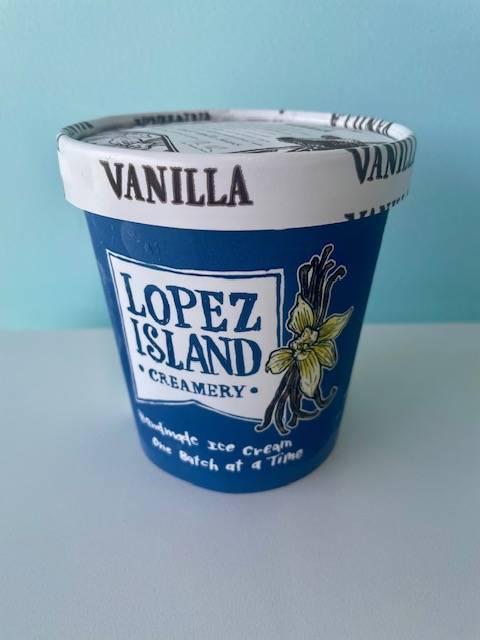 VANILLA
VANILLA
LOPEZ
ISLAND
• CREAMERY •
Handmade Ice Cream
One Batch at a Time